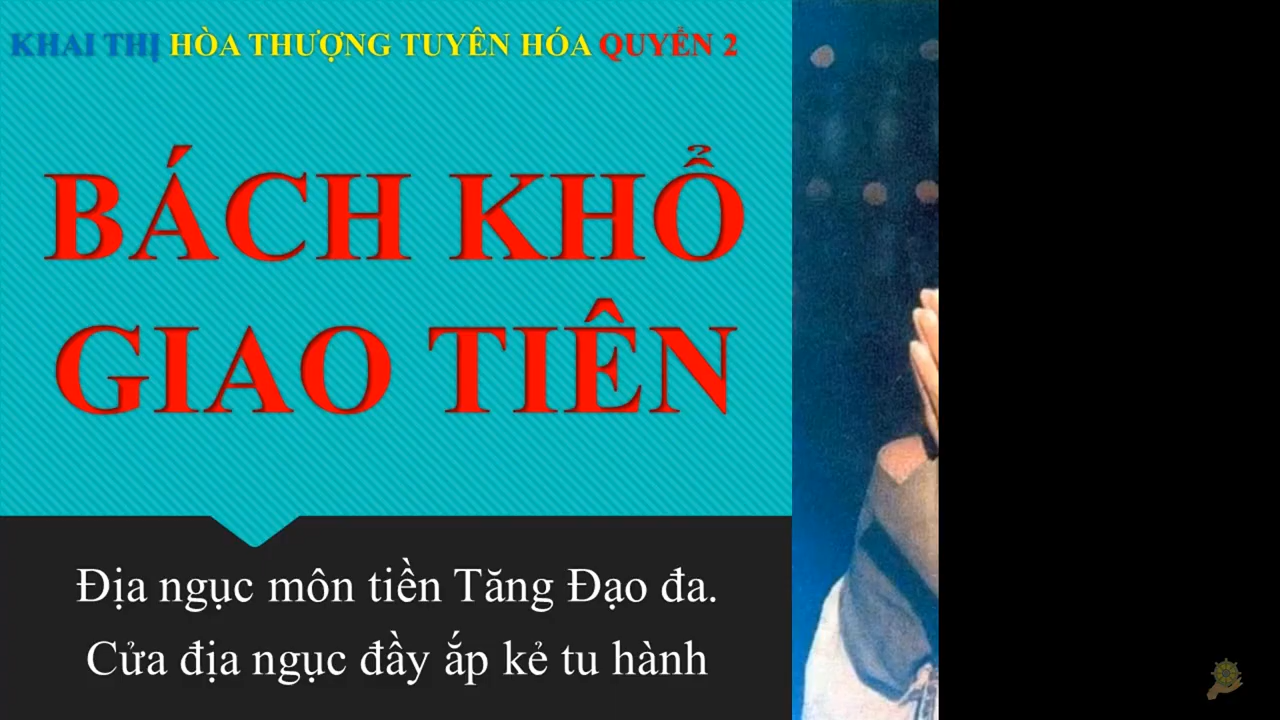 KHAI THỊ HÒA THƯỢNG TUYÊN HÓA QUYỂN 2
BÁCH KHỔ
GIAO TIÊN
Địa ngục môn tiền Tăng Đạo đa.
Cửa địa ngục đầy ắp kẻ tu hành